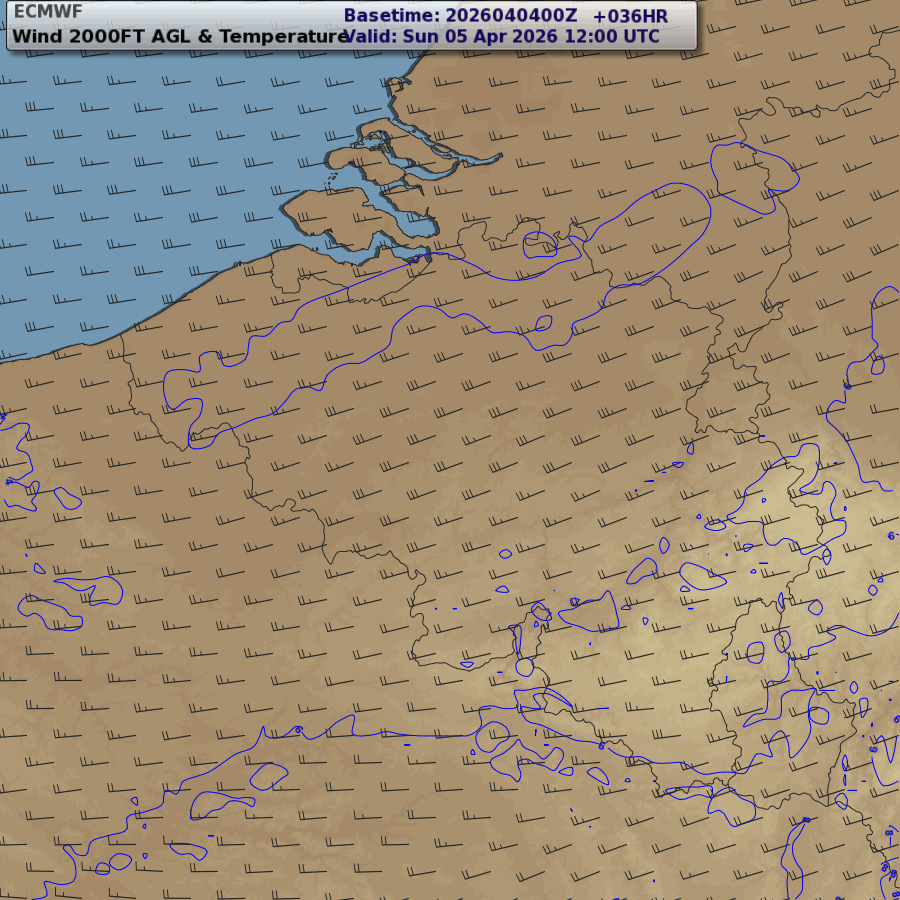 ECMWF
Basetime: 2026040400Z +036HR
Wind 2000FT AGL & Temperature
Valid: Sun 05 Apr 2026 12:00 UTC